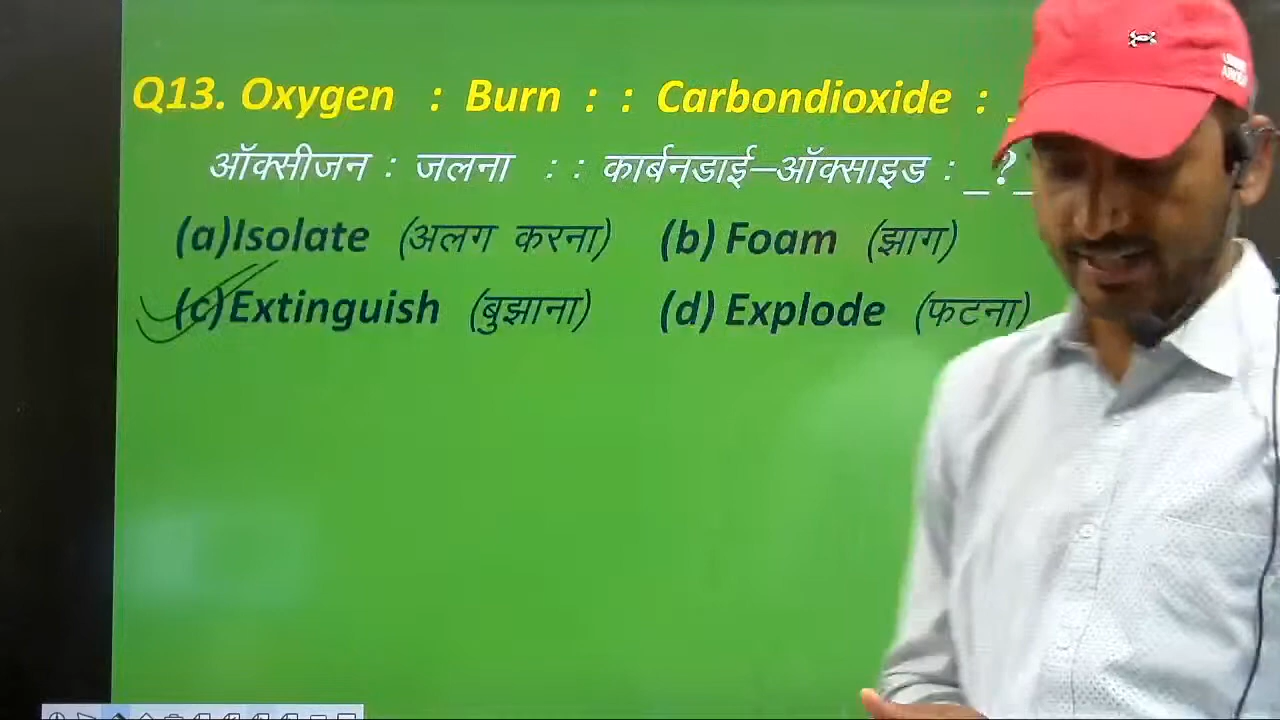 Q13. Oxygen : Burn : : Carbondioxide : _
ऑक्सीजन : जलना : : कार्बनडाई–ऑक्साइड : _?_
(a)Isolate (अलग करना) (b) Foam (झाग)
(c)Extinguish (बुझाना) (d) Explode (फटना)